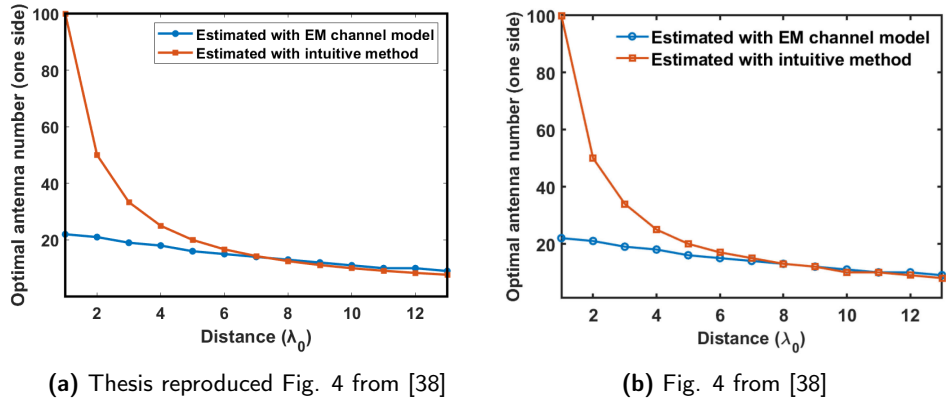 Optimal antenna number (one side)
100
80
60
40
20
Estimated with EM channel model
Estimated with intuitive method
2 4 6 8 10 12
Distance (λ0)
(a) Thesis reproduced Fig. 4 from [38]
Optimal antenna number (one side)
100
80
60
40
20
Estimated with EM channel model
Estimated with intuitive method
2 4 6 8 10 12
Distance (λ0)
(b) Fig. 4 from [38]